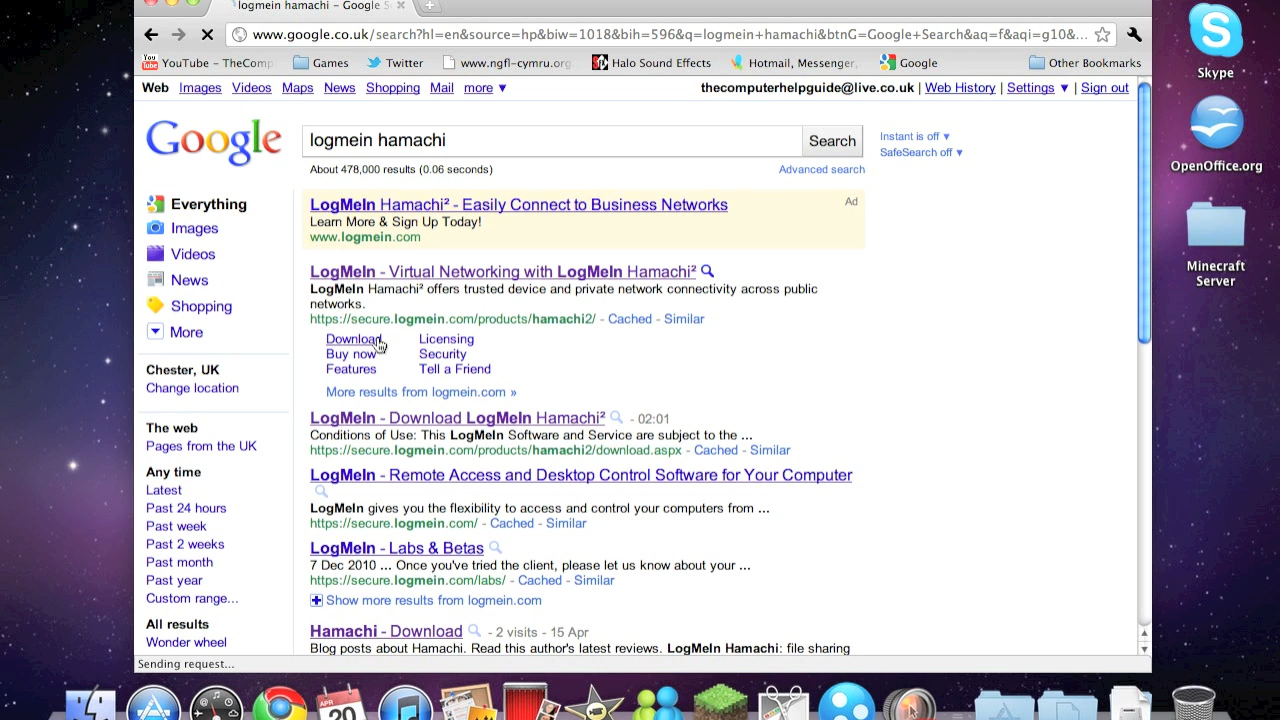 logmein hamachi - Google S
www.google.co.uk/search?hl=en&source=hp&biw=1018&bih=596&q=logmein+hamachi&btnG=Google+Search&aq=f&aqi=g10&...
YouTube – TheComp
Games
Twitter
www.ngfl-cymru.org
Halo Sound Effects
Hotmail, Messenger,
Google
Other Bookmarks
Web Images Videos Maps News Shopping Mail more ▼
thecomputerhelpguide@live.co.uk | Web History | Settings ▼ | Sign out
Google
logmein hamachi
Search
Instant is off ▼
SafeSearch off ▼
About 478,000 results (0.06 seconds)
Advanced search
Everything
Images
Videos
News
Shopping
More
Chester, UK
Change location
The web
Pages from the UK
Any time
Latest
Past 24 hours
Past week
Past 2 weeks
Past month
Past year
Custom range...
All results
Wonder wheel
LogMeIn Hamachi² - Easily Connect to Business Networks
Ad
Learn More & Sign Up Today!
www.logmein.com
LogMeIn - Virtual Networking with LogMeIn Hamachi²
LogMeIn Hamachi² offers trusted device and private network connectivity across public
networks.
https://secure.logmein.com/products/hamachi2/ - Cached - Similar
Download Licensing
Buy now Security
Features Tell a Friend
More results from logmein.com »
LogMeIn - Download LogMeIn Hamachi² - 02:01
Conditions of Use: This LogMeIn Software and Service are subject to the ...
https://secure.logmein.com/products/hamachi2/download.aspx - Cached - Similar
LogMeIn - Remote Access and Desktop Control Software for Your Computer
LogMeIn gives you the flexibility to access and control your computers from ...
https://secure.logmein.com/ - Cached - Similar
LogMeIn - Labs & Betas
7 Dec 2010 ... Once you've tried the client, please let us know about your ...
https://secure.logmein.com/labs/ - Cached - Similar
Show more results from logmein.com
Hamachi - Download - 2 visits - 15 Apr
Blog posts about Hamachi. Read this author's latest reviews. LogMeIn Hamachi: file sharing
Sending request...
Skype
OpenOffice.org
Minecraft
Server
APR
20